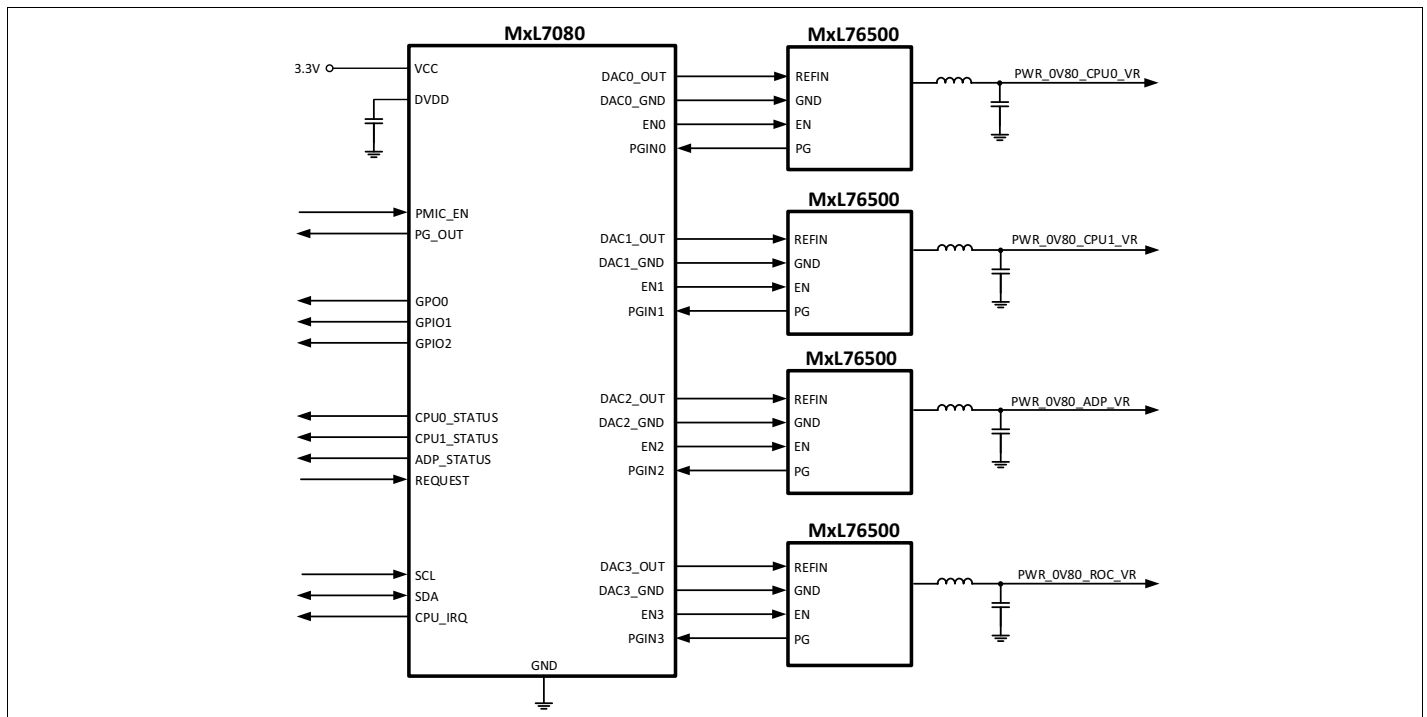 MxL7080
3.3V
VCC
DVDD
PMIC_EN
PG_OUT
GPO0
GPIO1
GPIO2
CPU0_STATUS
CPU1_STATUS
ADP_STATUS
REQUEST
SCL
SDA
CPU_IRQ
GND
DAC0_OUT
DAC0_GND
EN0
PGIN0
DAC1_OUT
DAC1_GND
EN1
PGIN1
DAC2_OUT
DAC2_GND
EN2
PGIN2
DAC3_OUT
DAC3_GND
EN3
PGIN3
MxL76500
REFIN
GND
EN
PG
PWR_0V80_CPU0_VR
MxL76500
REFIN
GND
EN
PG
PWR_0V80_CPU1_VR
MxL76500
REFIN
GND
EN
PG
PWR_0V80_ADP_VR
MxL76500
REFIN
GND
EN
PG
PWR_0V80_ROC_VR